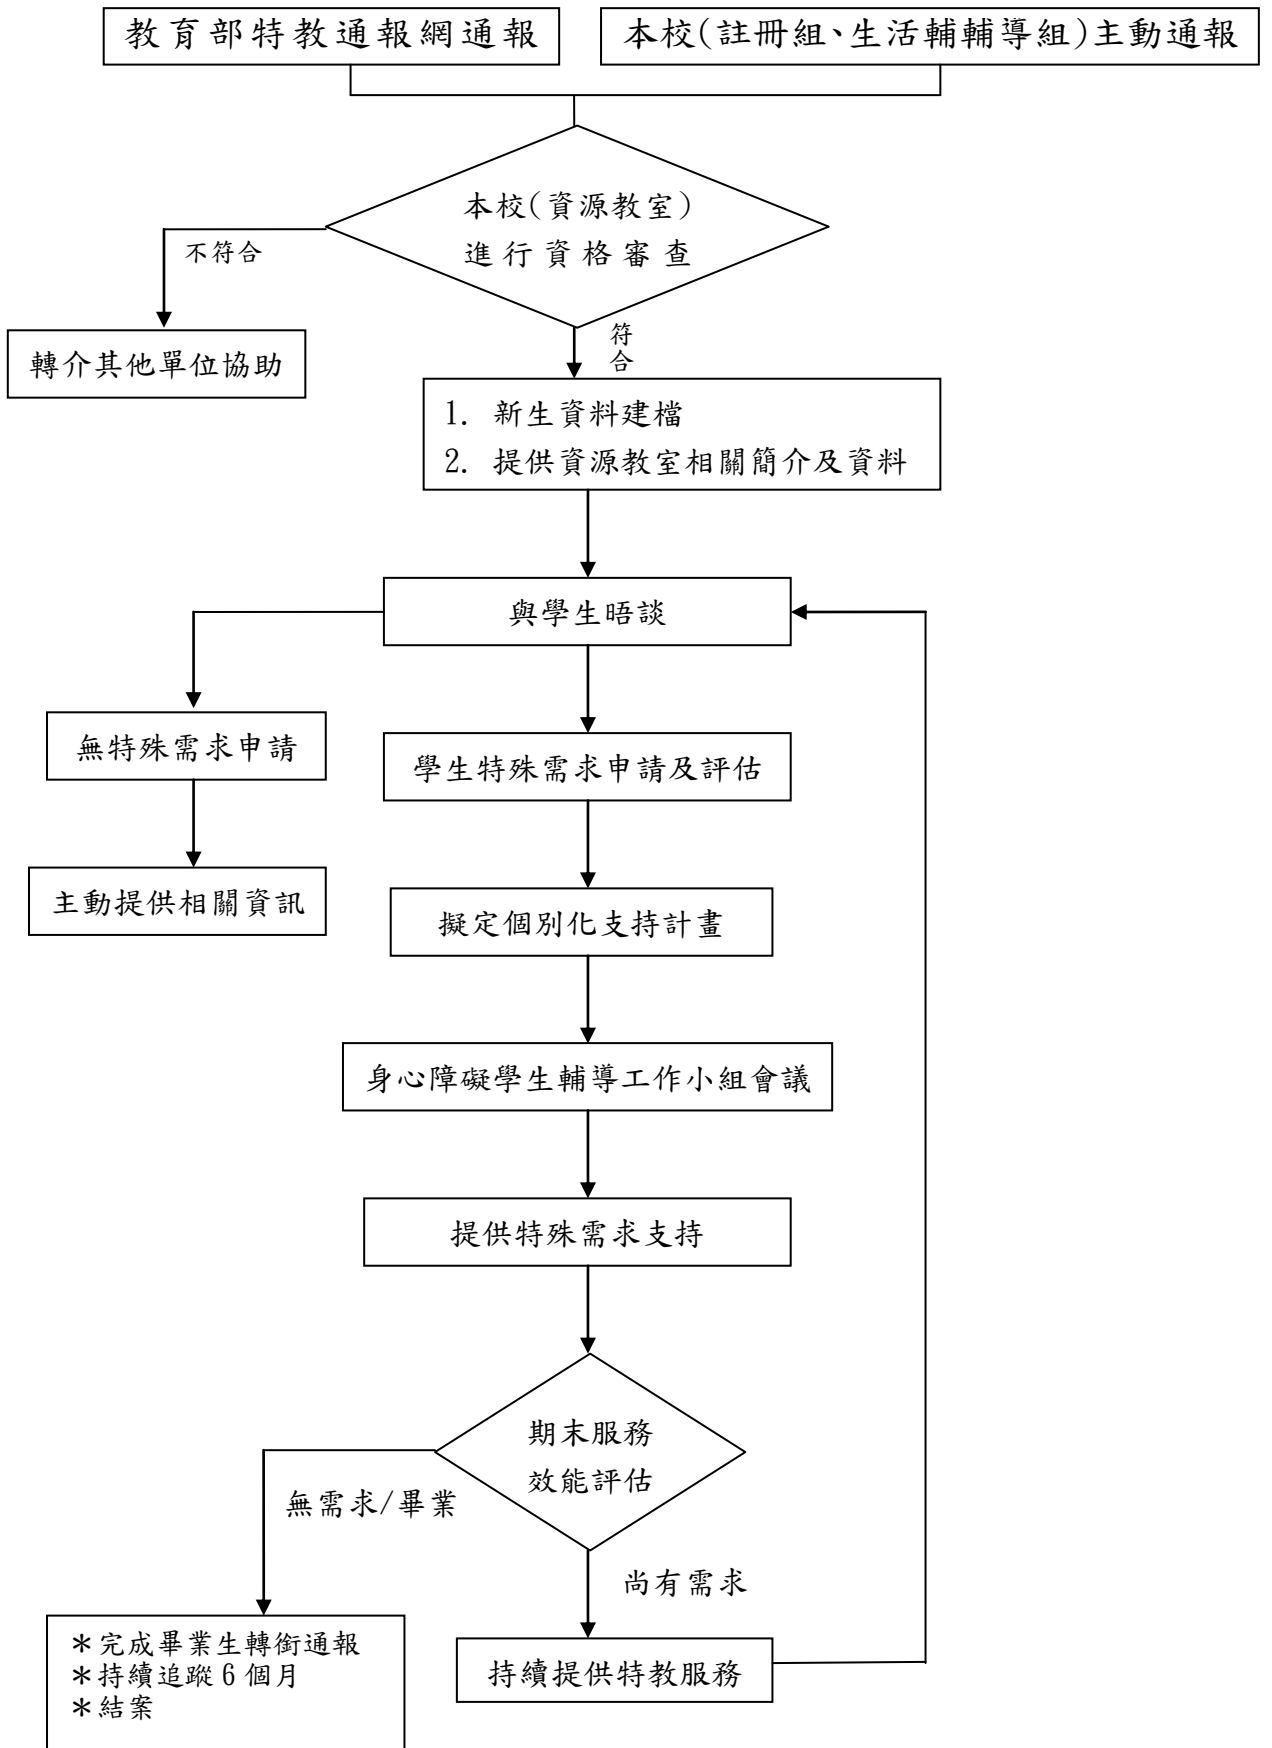 教育部特教通報網通報
本校(註冊組、生活輔輔導組)主動通報
本校(資源教室)
進行資格審查
不符合
符
合
轉介其他單位協助
1. 新生資料建檔
2. 提供資源教室相關簡介及資料
與學生晤談
無特殊需求申請
學生特殊需求申請及評估
主動提供相關資訊
擬定個別化支持計畫
身心障礙學生輔導工作小組會議
提供特殊需求支持
期末服務
效能評估
無需求/畢業
尚有需求
＊完成畢業生轉銜通報
＊持續追蹤6個月
＊結案
持續提供特教服務